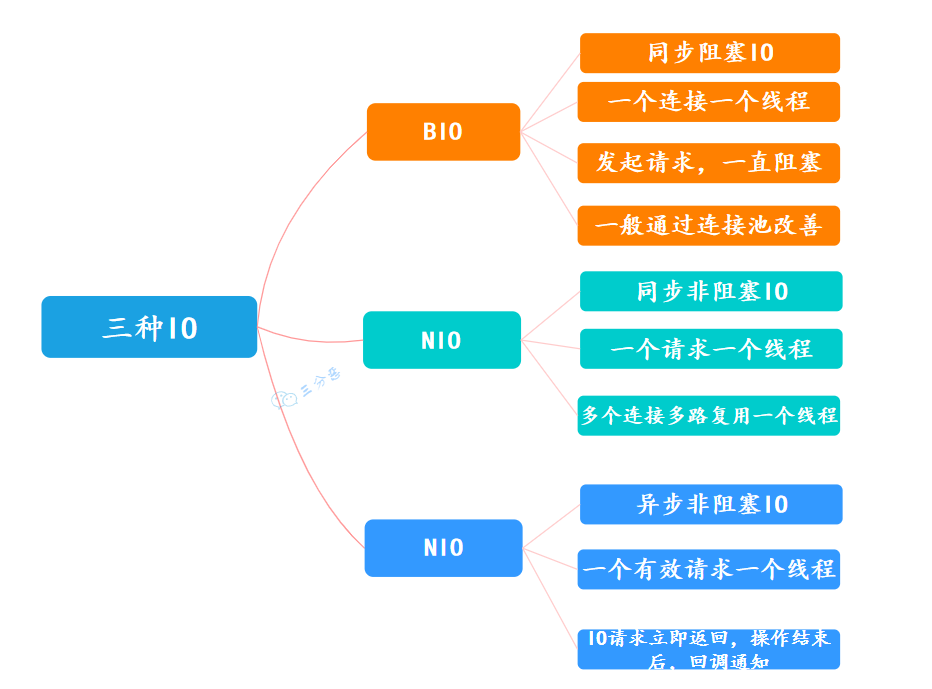 同步阻塞IO
一个连接一个线程
BIO
发起请求，一直阻塞
一般通过连接池改善
三种IO
同步非阻塞IO
NIO
一个请求一个线程
多个连接多路复用一个线程
三分恶
异步非阻塞IO
NIO
一个有效请求一个线程
IO请求立即返回，操作结束
后，回调通知